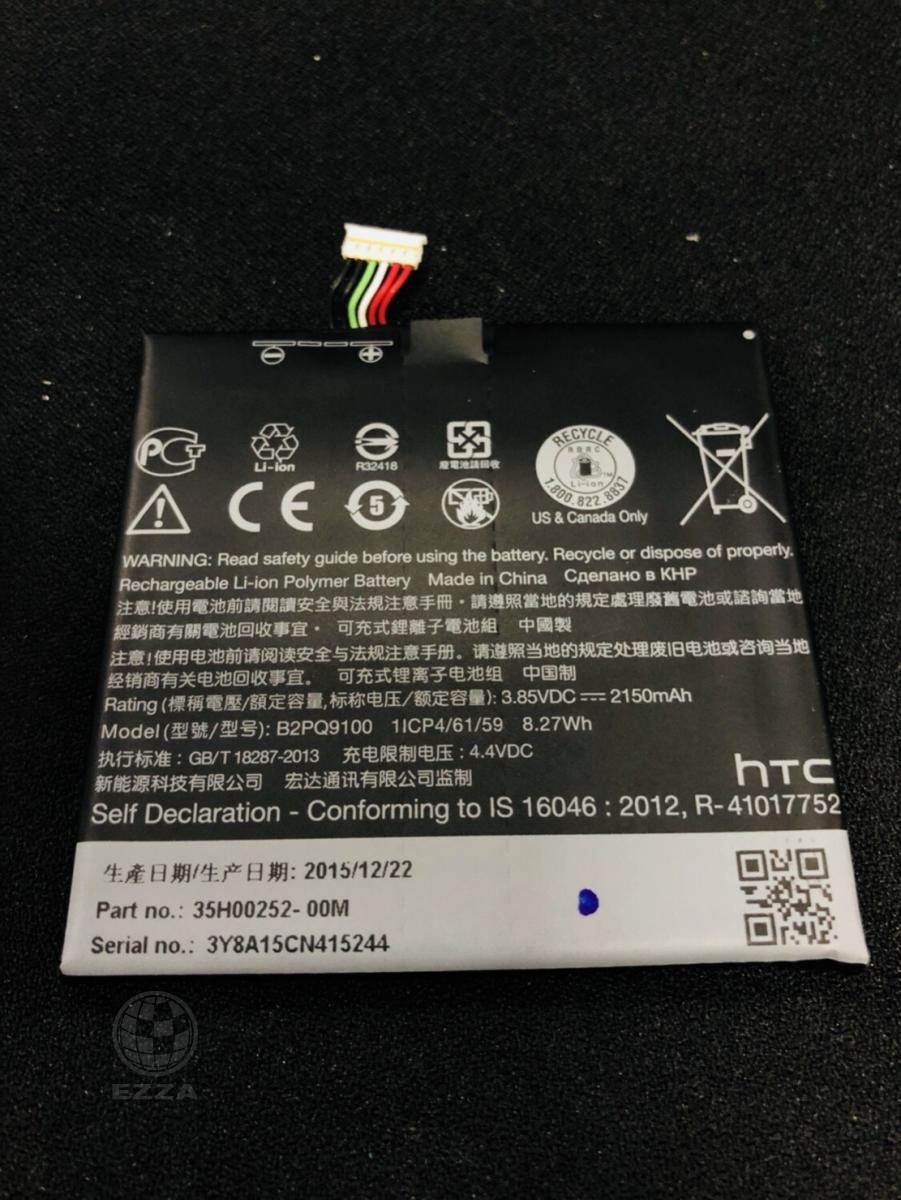 ⊖ ⊕
PCT
Li-ion
R32418
廢電池請回收
RECYCLE
RBRC
Li-ion
TM
1.800.822.8837
CE
5
US & Canada Only
WARNING: Read safety guide before using the battery. Recycle or dispose of properly.
Rechargeable Li-ion Polymer Battery Made in China Сделано в КНР
注意!使用電池前請閱讀安全與法規注意手冊。請遵照當地的規定處理廢舊電池或諮詢當地
經銷商有關電池回收事宜。 可充式鋰離子電池組 中國製
注意!使用电池前请阅读安全与法规注意手册。请遵照当地的规定处理废旧电池或咨询当地
经销商有关电池回收事宜。 可充式锂离子电池组 中国制
Rating (標稱電壓/額定容量,标称电压/额定容量): 3.85VDC ⎓ 2150mAh
Model (型號/型号): B2PQ9100 1ICP4/61/59 8.27Wh
执行标准:GB/T 18287-2013 充电限制电压:4.4VDC
新能源科技有限公司 宏达通讯有限公司监制
htc
Self Declaration - Conforming to IS 16046 : 2012, R-41017752
生產日期/生产日期: 2015/12/22
Part no.: 35H00252-00M
Serial no.: 3Y8A15CN415244
EZZA